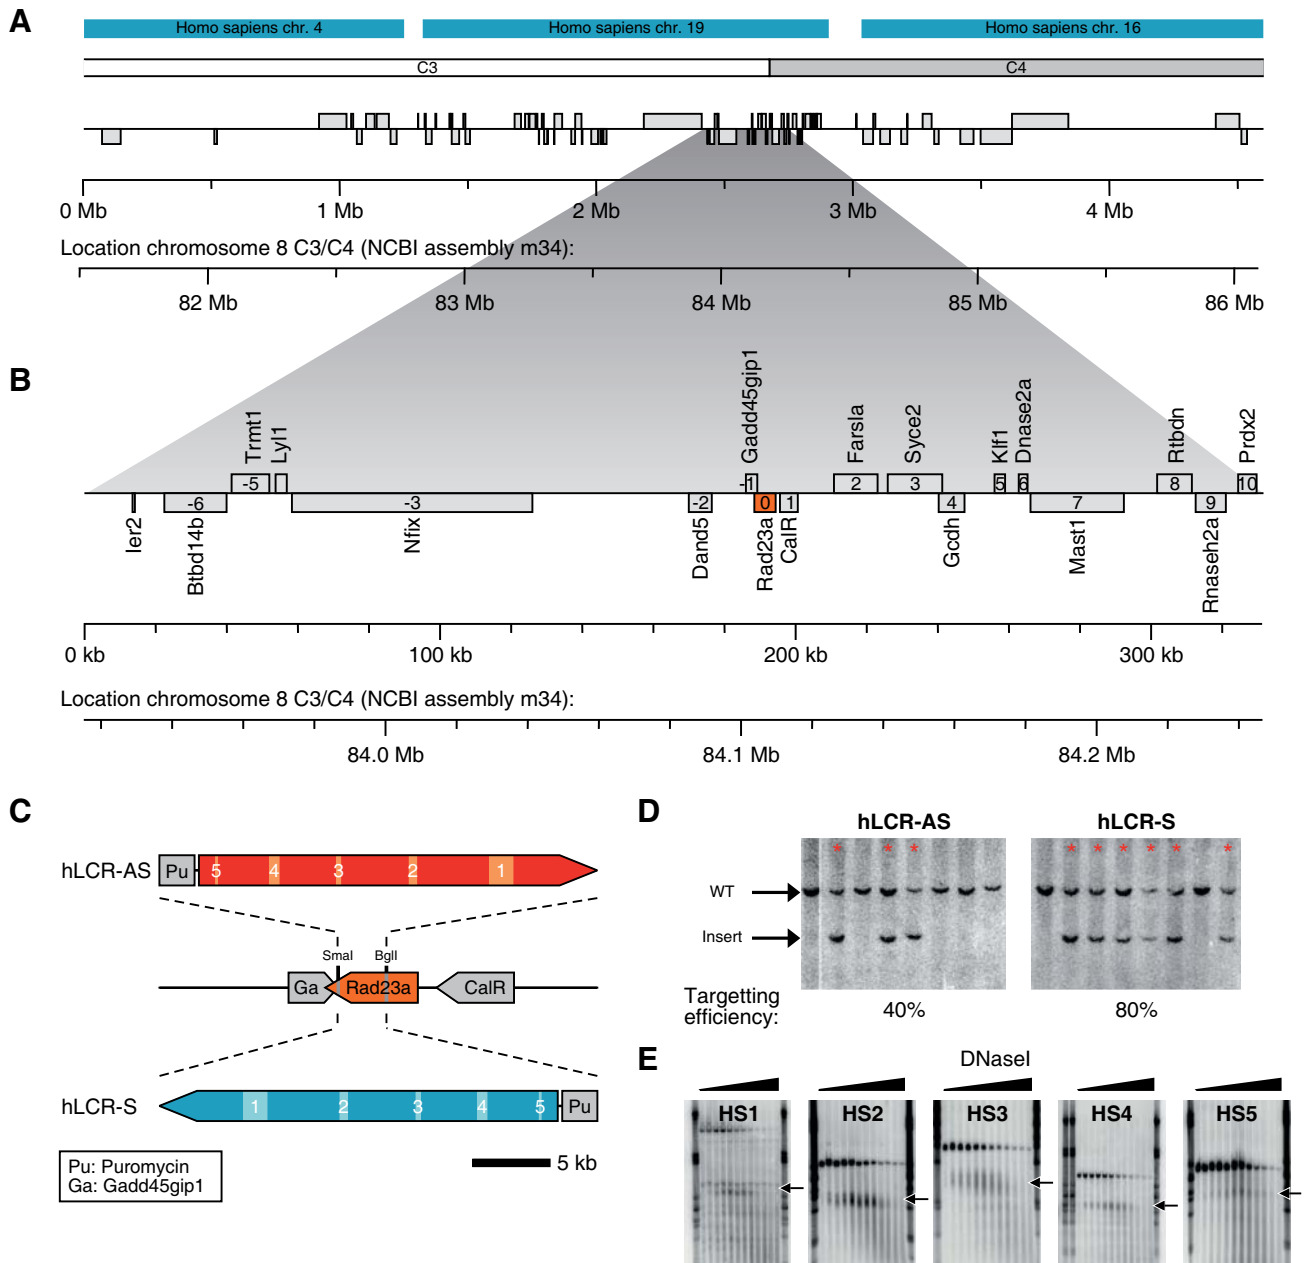 A
Homo sapiens chr. 4 Homo sapiens chr. 19 Homo sapiens chr. 16
C3 C4
0 Mb 1 Mb 2 Mb 3 Mb 4 Mb
Location chromosome 8 C3/C4 (NCBI assembly m34):
82 Mb 83 Mb 84 Mb 85 Mb 86 Mb
B
Trmt1 Lyl1 Gadd45gip1 Farsla Syce2 Klf1 Dnase2a Rtbdn Prdx2
-5 -1 2 3 5 6 8 10
-6 -3 -2 0 1 4 7 9
Ier2 Btbd14b Nfix Dand5 Rad23a CalR Gcdh Mast1 Rnaseh2a
0 kb 100 kb 200 kb 300 kb
Location chromosome 8 C3/C4 (NCBI assembly m34):
84.0 Mb 84.1 Mb 84.2 Mb
C
hLCR-AS Pu 5 4 3 2 1
SmaI BglI
Ga Rad23a CalR
hLCR-S 1 2 3 4 5 Pu
Pu: Puromycin
Ga: Gadd45gip1
5 kb
D
hLCR-AS hLCR-S
* * * * * * * * *
WT
Insert
Targetting
efficiency:
40% 80%
E
DNaseI
HS1 HS2 HS3 HS4 HS5